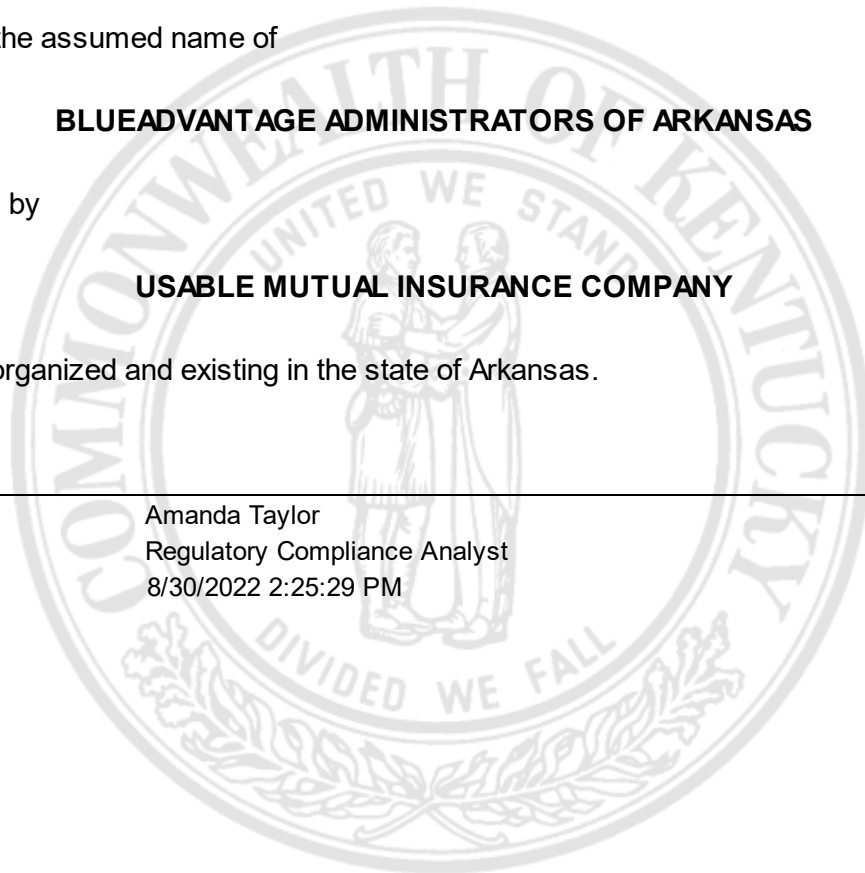 the assumed name of
BLUEADVANTAGE ADMINISTRATORS OF ARKANSAS
by
USABLE MUTUAL INSURANCE COMPANY
organized and existing in the state of Arkansas.
Amanda Taylor
Regulatory Compliance Analyst
8/30/2022 2:25:29 PM
COMMONWEALTH OF KENTUCKY
UNITED WE STAND
DIVIDED WE FALL